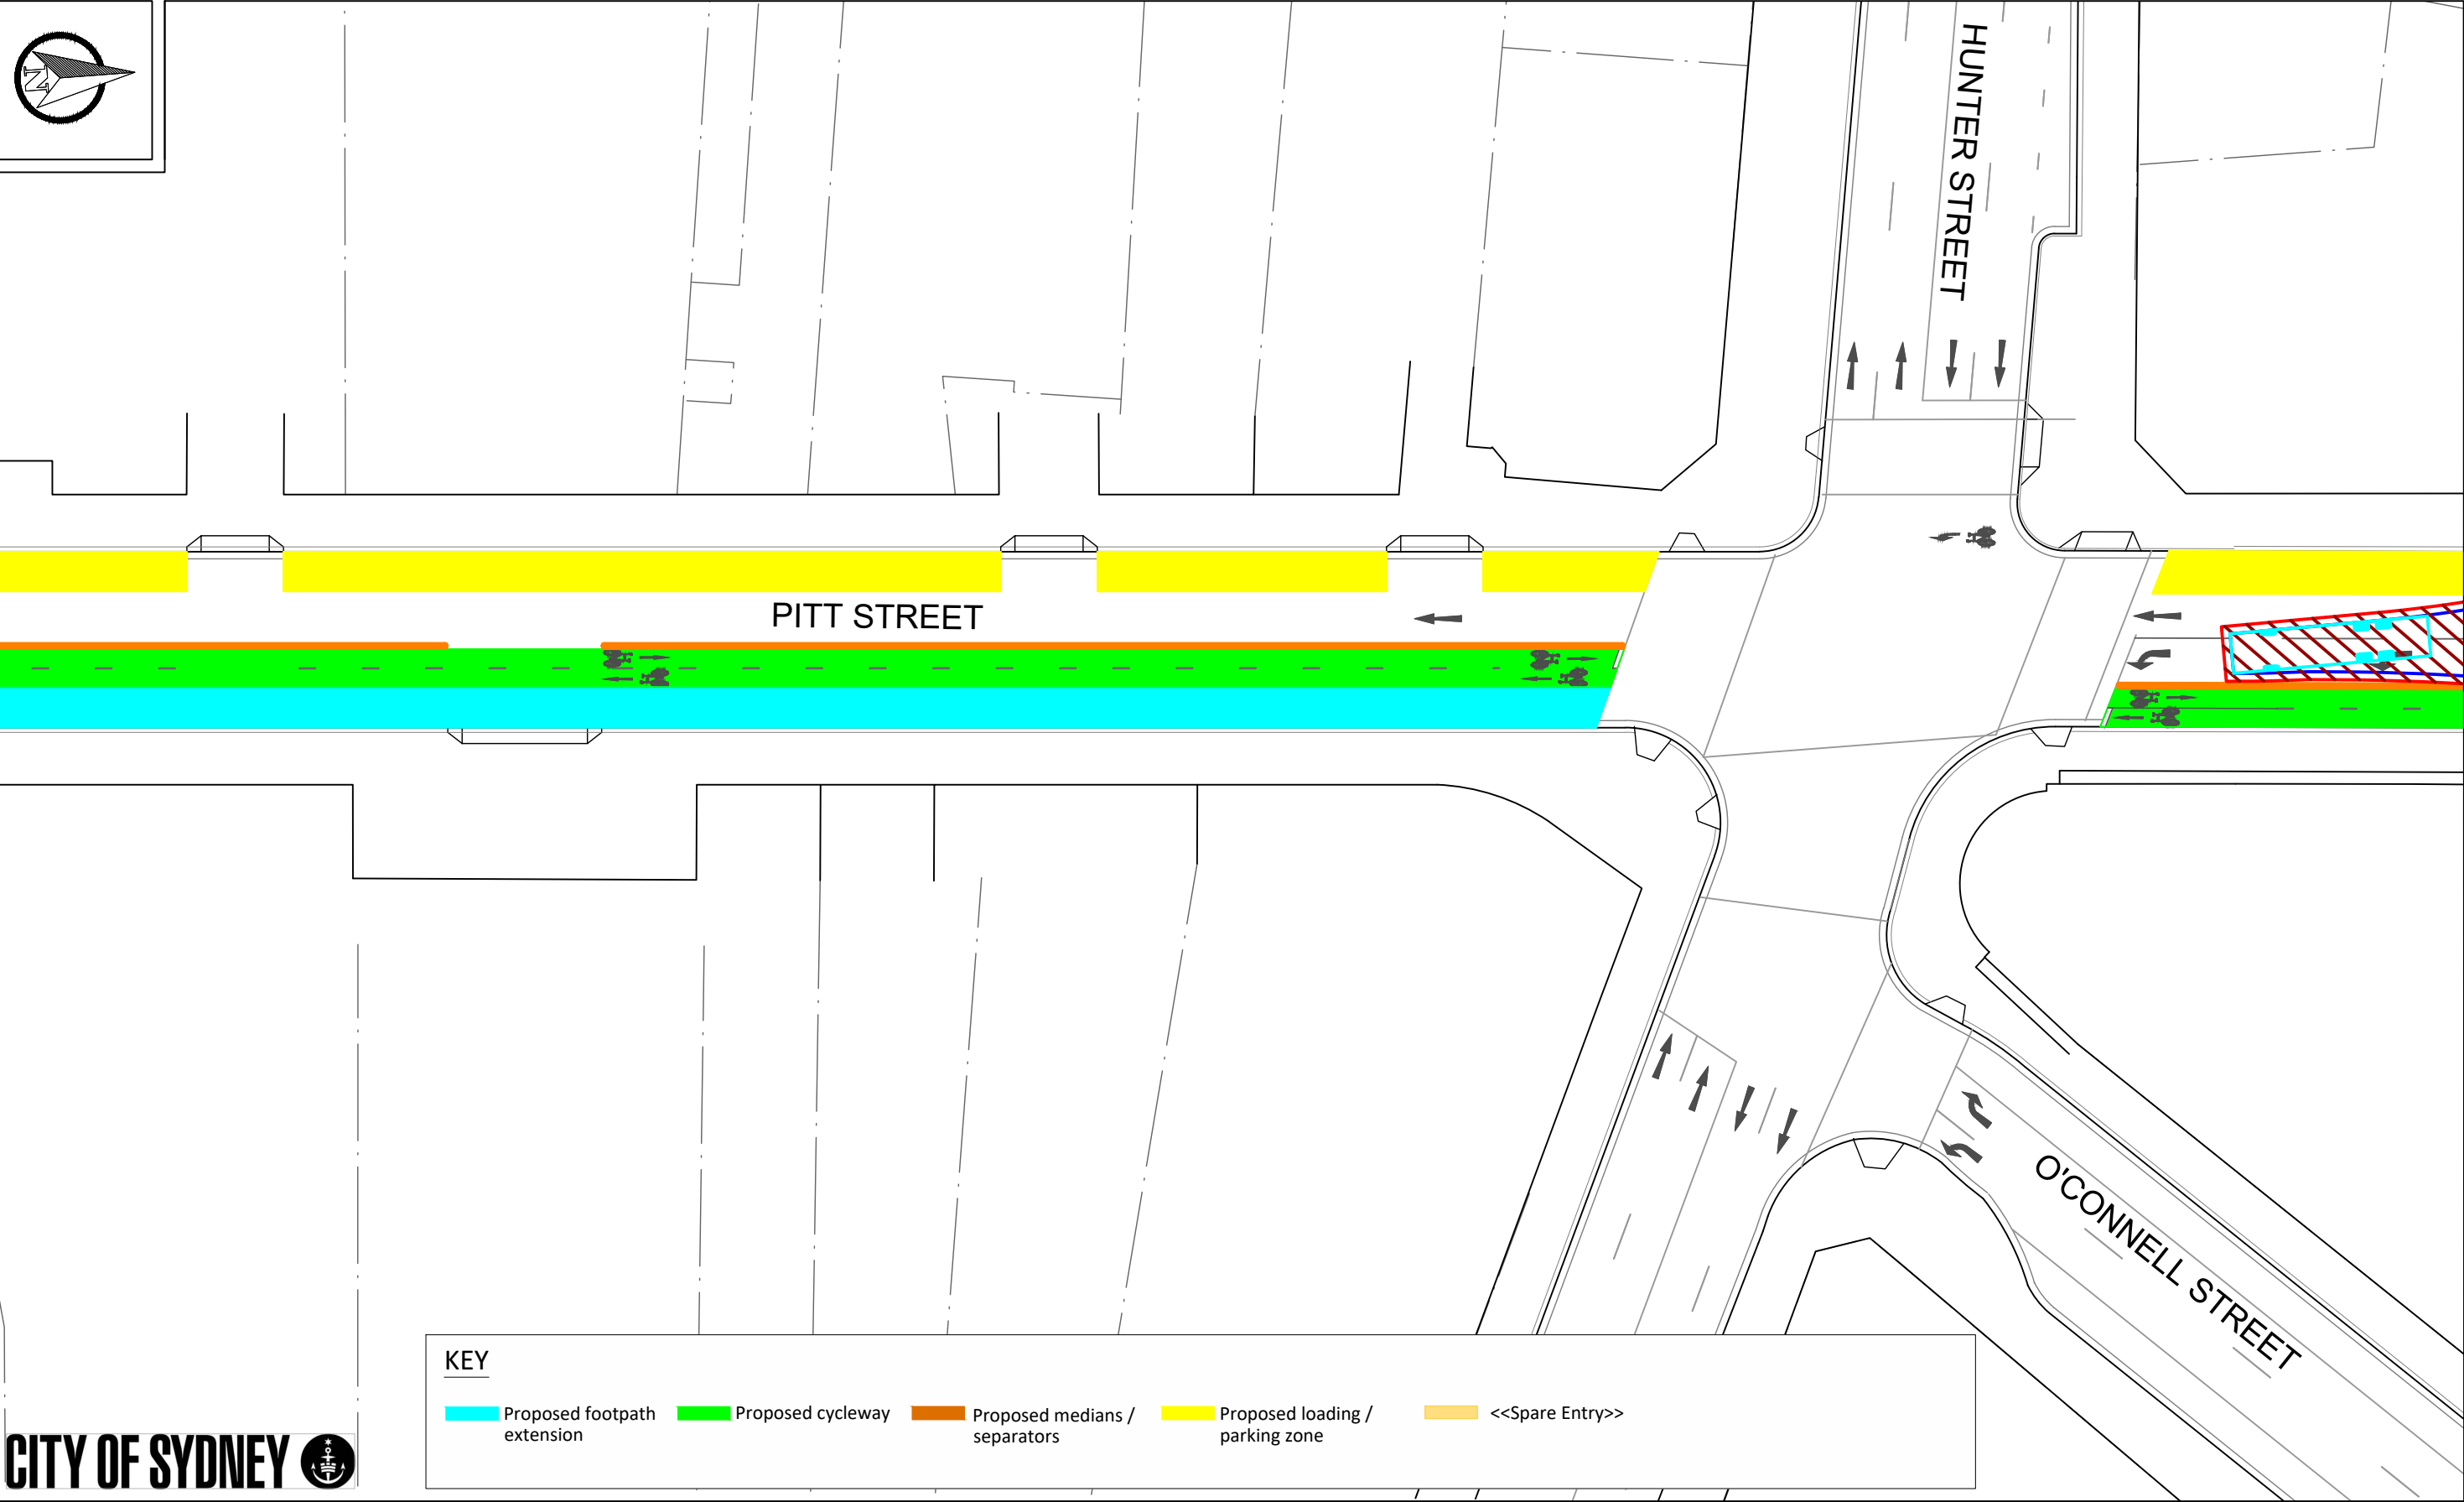 N
HUNTER STREET
PITT STREET
O'CONNELL STREET
KEY
Proposed footpath
extension
Proposed cycleway
Proposed medians /
separators
Proposed loading /
parking zone
<<Spare Entry>>
CITY OF SYDNEY